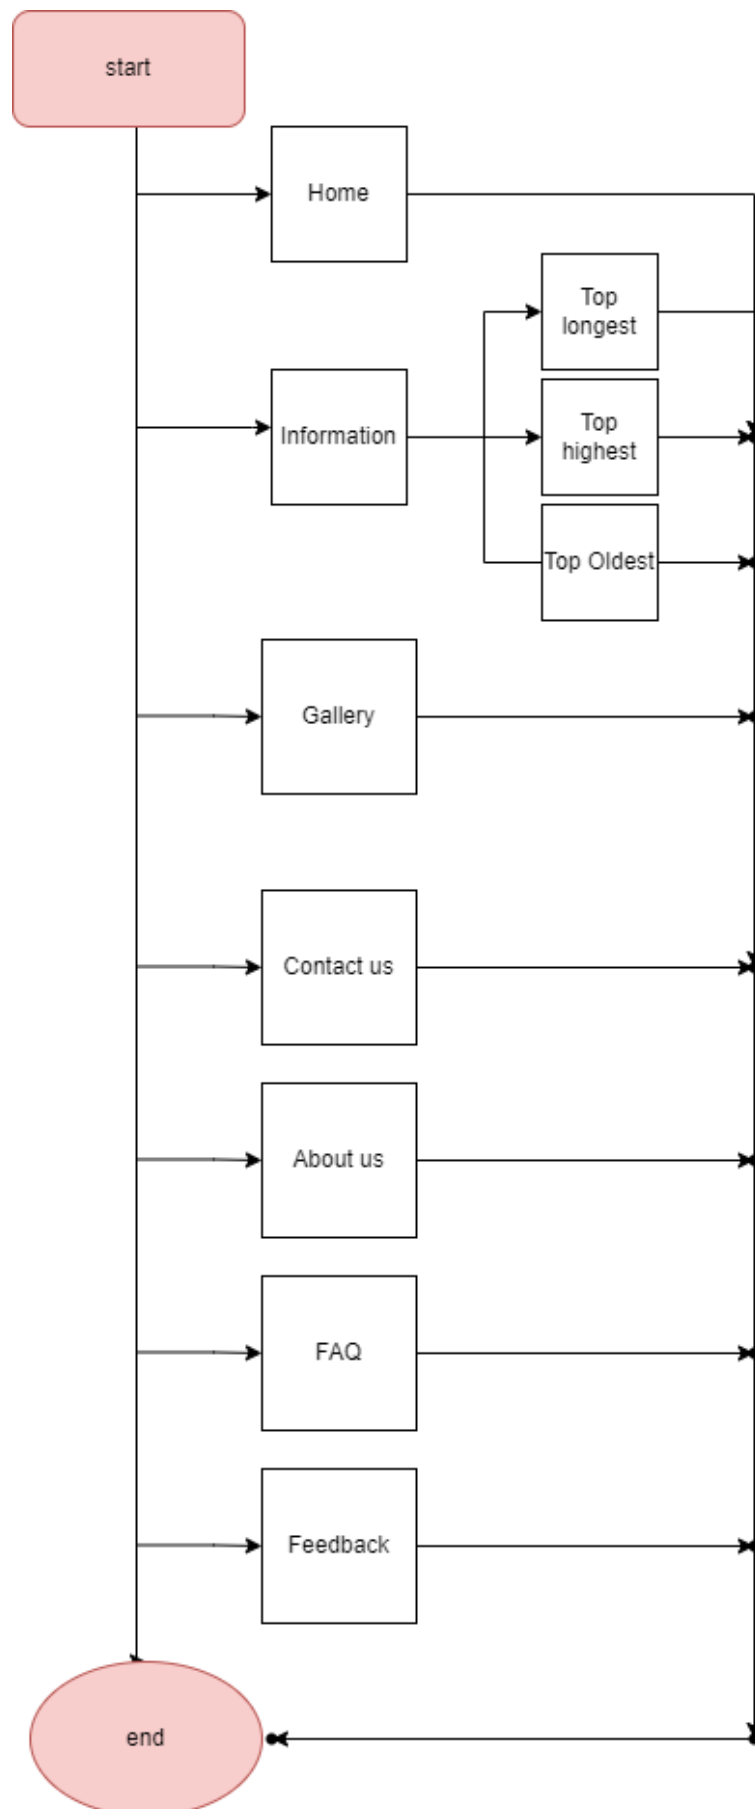 start
Home
Top
longest
Information
Top
highest
Top Oldest
Gallery
Contact us
About us
FAQ
Feedback
end